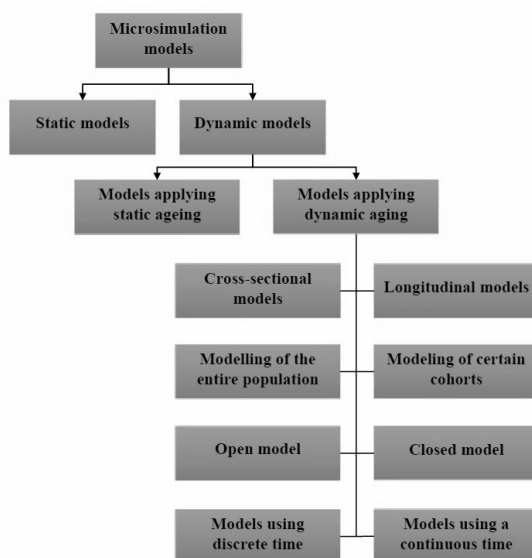 Microsimulation
models
Static models
Dynamic models
Models applying
static ageing
Models applying
dynamic aging
Cross-sectional
models
Longitudinal models
Modelling of the
entire population
Modeling of certain
cohorts
Open model
Closed model
Models using
discrete time
Models using a
continuous time